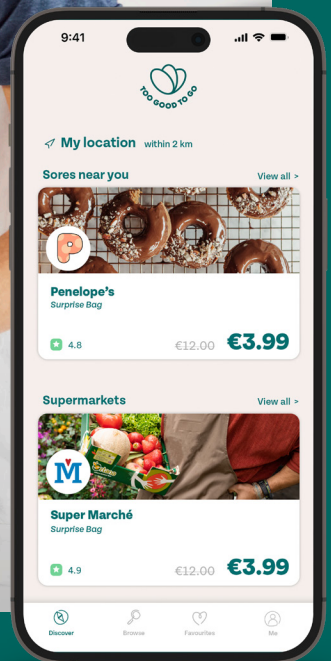 9:41
TOO GOOD TO GO
My location within 2 km
Sores near you View all >
P
Penelope's
Surprise Bag
4.8 €12.00 €3.99
Supermarkets View all >
M
Super Marché
Surprise Bag
4.9 €12.00 €3.99
Discover Browse Favourites Me